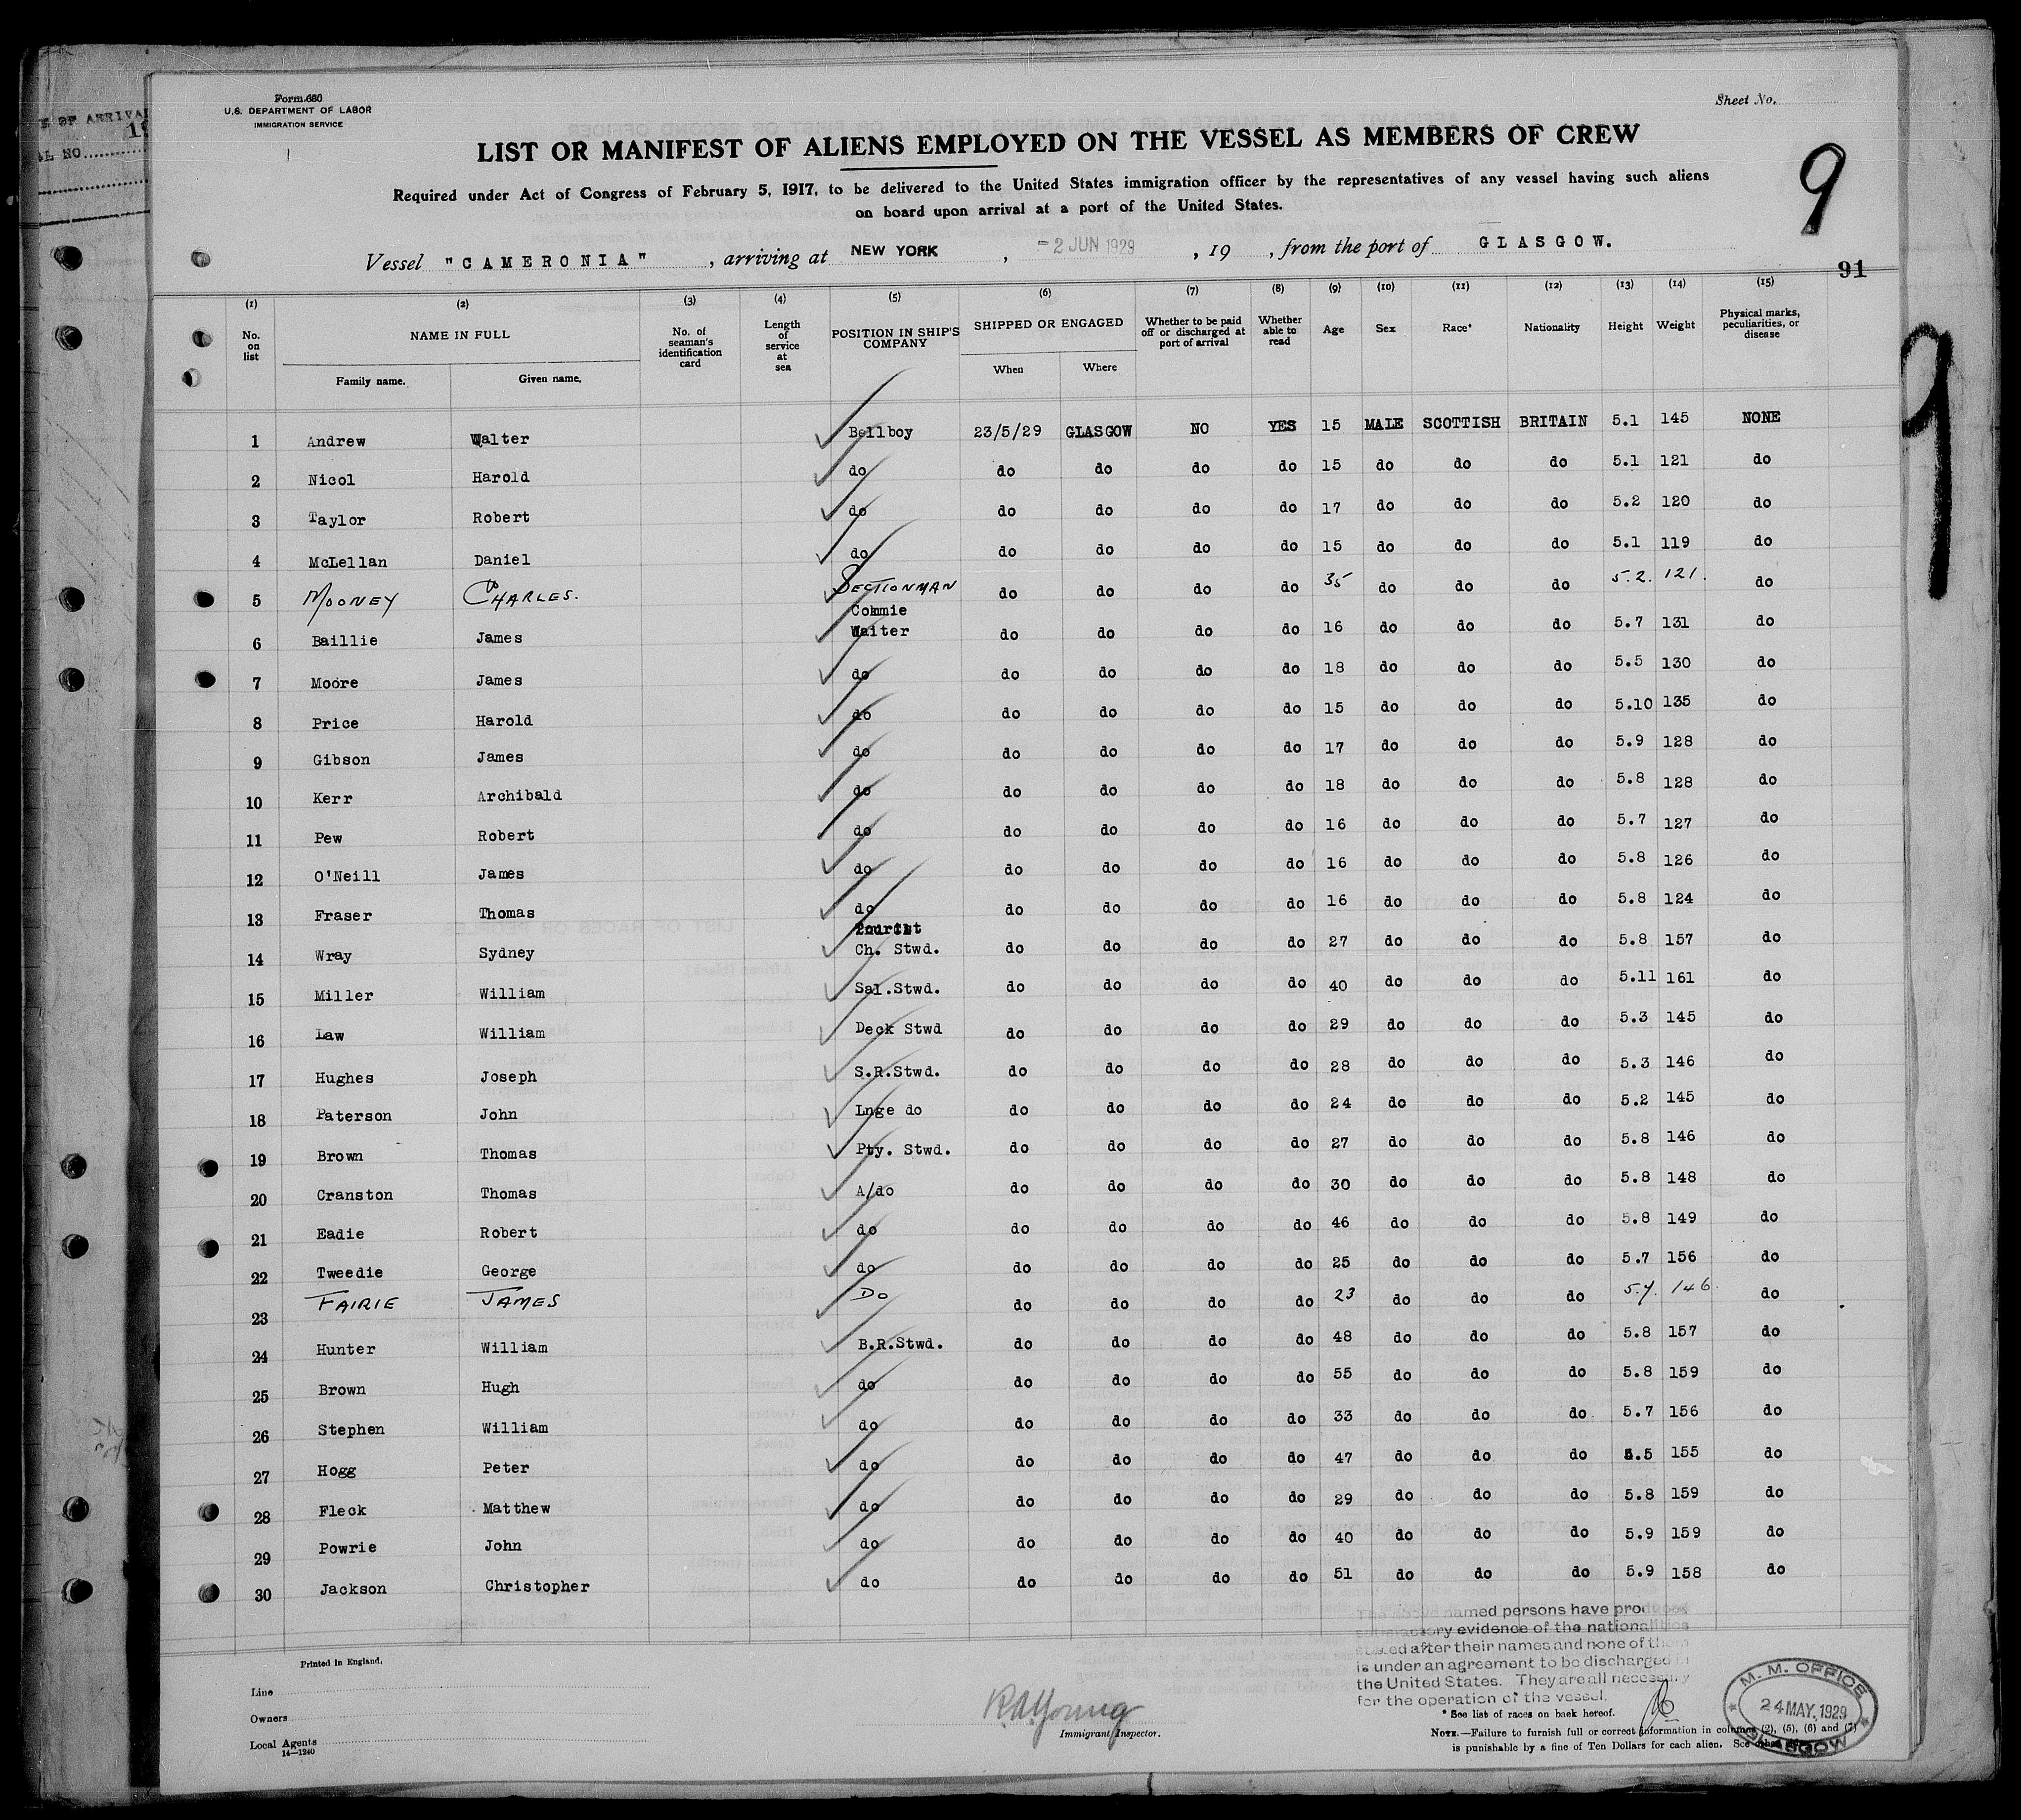 E OF ARRIVAL
19
AL NO
Form 680
U.S. DEPARTMENT OF LABOR
IMMIGRATION SERVICE
Sheet No.
LIST OR MANIFEST OF ALIENS EMPLOYED ON THE VESSEL AS MEMBERS OF CREW
9
Required under Act of Congress of February 5, 1917, to be delivered to the United States immigration officer by the representatives of any vessel having such aliens
on board upon arrival at a port of the United States.
Vessel "CAMERONIA" , arriving at NEW YORK , -2 JUN 1929 , 19 , from the port of GLASGOW.
91
(1) (2) (3) (4) (5) (6) (7) (8) (9) (10) (11) (12) (13) (14) (15)
No. on list NAME IN FULL Family name. Given name. No. of seaman's identification card Length of service at sea POSITION IN SHIP'S COMPANY SHIPPED OR ENGAGED When Where Whether to be paid off or discharged at port of arrival Whether able to read Age Sex Race* Nationality Height Weight Physical marks, peculiarities, or disease
1 Andrew Walter Bellboy 23/5/29 GLASGOW NO YES 15 MALE SCOTTISH BRITAIN 5.1 145 NONE
2 Nicol Harold do do do do do 15 do do do 5.1 121 do
3 Taylor Robert do do do do do 17 do do do 5.2 120 do
4 McLellan Daniel do do do do do 15 do do do 5.1 119 do
5 MOONEY CHARLES. SECTIONMAN do do do do 35 do do do 5.2. 121. do
6 Baillie James Commie Waiter do do do do 16 do do do 5.7 131 do
7 Moore James do do do do do 18 do do do 5.5 130 do
8 Price Harold do do do do do 15 do do do 5.10 135 do
9 Gibson James do do do do do 17 do do do 5.9 128 do
10 Kerr Archibald do do do do do 18 do do do 5.8 128 do
11 Pew Robert do do do do do 16 do do do 5.7 127 do
12 O'Neill James do do do do do 16 do do do 5.8 126 do
13 Fraser Thomas do do do do do 16 do do do 5.8 124 do
14 Wray Sydney Ch. Stwd. do do do do 27 do do do 5.8 157 do
15 Miller William Sal.Stwd. do do do do 40 do do do 5.11 161 do
16 Law William Deck Stwd do do do do 29 do do do 5.3 145 do
17 Hughes Joseph S.R.Stwd. do do do do 28 do do do 5.3 146 do
18 Paterson John Lnge do do do do do 24 do do do 5.2 145 do
19 Brown Thomas Pty. Stwd. do do do do 27 do do do 5.8 146 do
20 Cranston Thomas A/do do do do do 30 do do do 5.8 148 do
21 Eadie Robert do do do do do 46 do do do 5.8 149 do
22 Tweedie George do do do do do 25 do do do 5.7 156 do
23 FAIRIE JAMES Do do do do do 23 do do do 5.7. 146. do
24 Hunter William B.R.Stwd. do do do do 48 do do do 5.8 157 do
25 Brown Hugh do do do do do 55 do do do 5.8 159 do
26 Stephen William do do do do do 33 do do do 5.7 156 do
27 Hogg Peter do do do do do 47 do do do 5.5 155 do
28 Fleck Matthew do do do do do 29 do do do 5.8 159 do
29 Powrie John do do do do do 40 do do do 5.9 159 do
30 Jackson Christopher do do do do do 51 do do do 5.9 158 do
The above named persons have pro
satisfactory evidence of the nationalities
stated after their names and none of them
is under an agreement to be discharged in
the United States. They are all necessary
for the operation of the vessel.
Printed in England.
Line
Owners
Local Agents
14—1240
R.A. Young
Immigrant Inspector.
* See list of races on back hereof.
NOTE.—Failure to furnish full or correct information in columns (2), (5), (6) and (7)
is punishable by a fine of Ten Dollars for each alien. See
M. M. OFFICE
24 MAY. 1929
GLASGOW